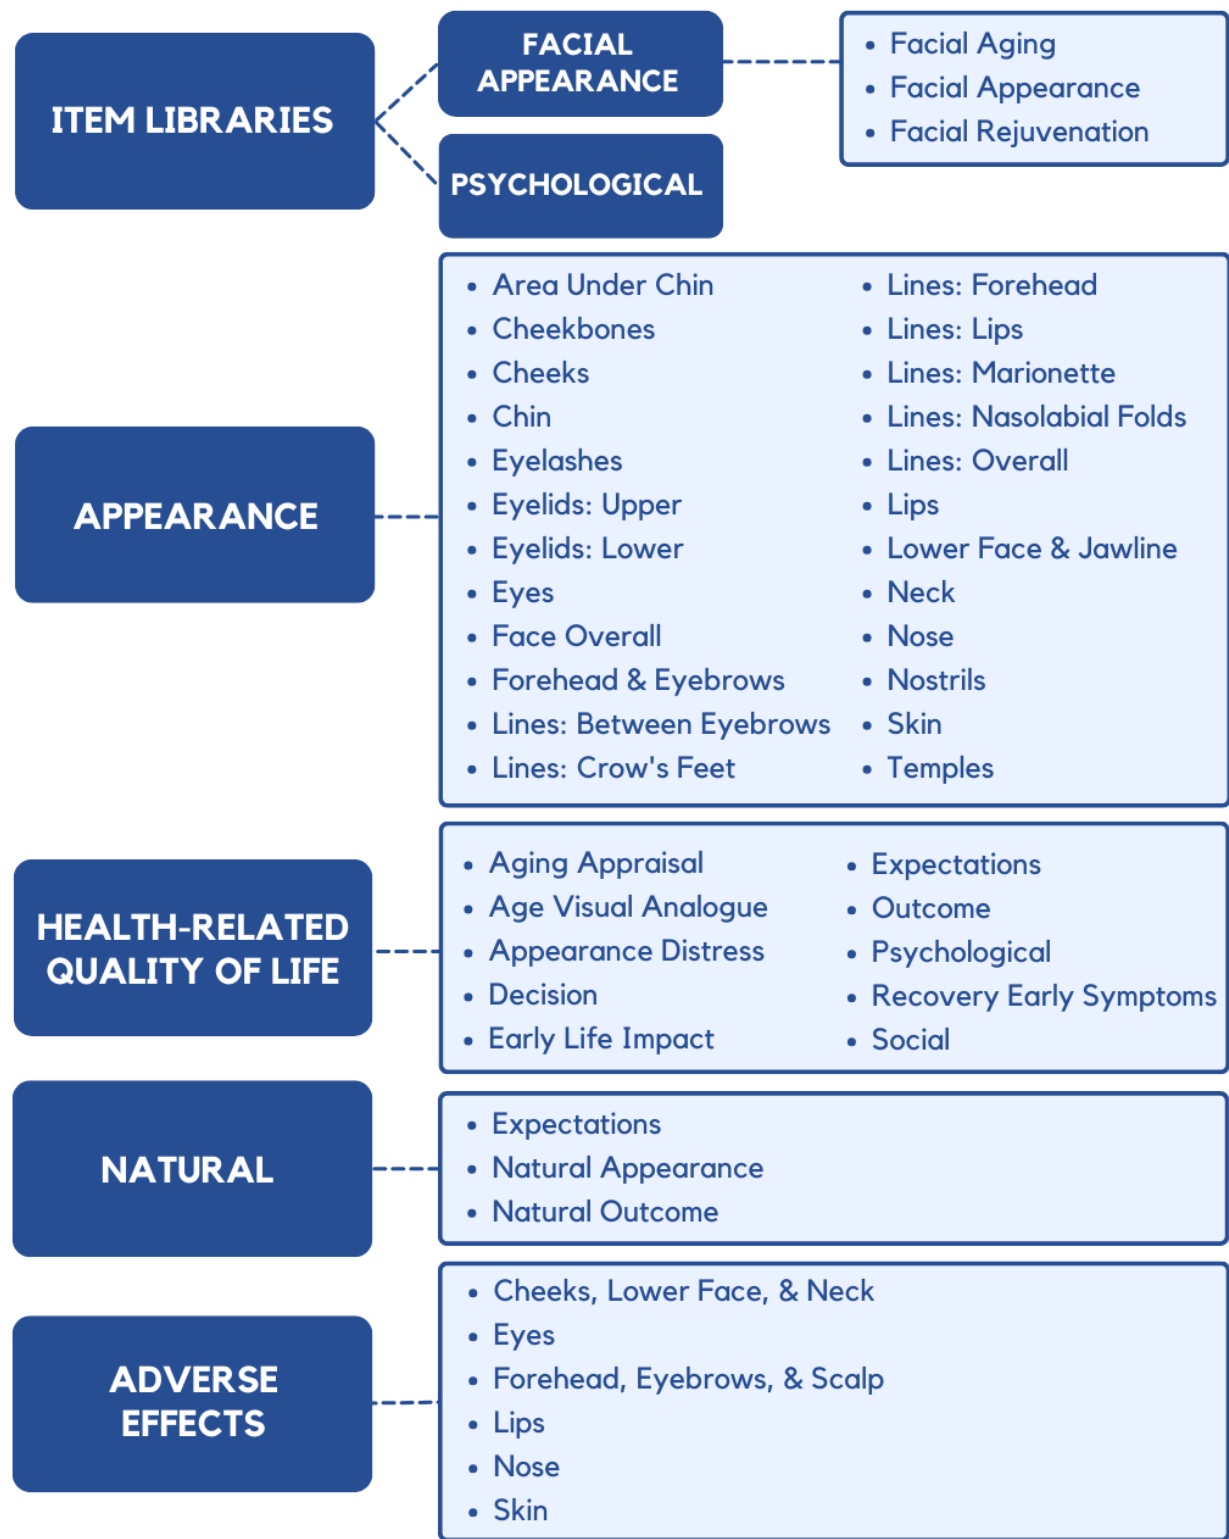 ITEM LIBRARIES
FACIAL
APPEARANCE
• Facial Aging
• Facial Appearance
• Facial Rejuvenation
PSYCHOLOGICAL
APPEARANCE
• Area Under Chin
• Cheekbones
• Cheeks
• Chin
• Eyelashes
• Eyelids: Upper
• Eyelids: Lower
• Eyes
• Face Overall
• Forehead & Eyebrows
• Lines: Between Eyebrows
• Lines: Crow's Feet
• Lines: Forehead
• Lines: Lips
• Lines: Marionette
• Lines: Nasolabial Folds
• Lines: Overall
• Lips
• Lower Face & Jawline
• Neck
• Nose
• Nostrils
• Skin
• Temples
HEALTH-RELATED
QUALITY OF LIFE
• Aging Appraisal
• Age Visual Analogue
• Appearance Distress
• Decision
• Early Life Impact
• Expectations
• Outcome
• Psychological
• Recovery Early Symptoms
• Social
NATURAL
• Expectations
• Natural Appearance
• Natural Outcome
ADVERSE
EFFECTS
• Cheeks, Lower Face, & Neck
• Eyes
• Forehead, Eyebrows, & Scalp
• Lips
• Nose
• Skin